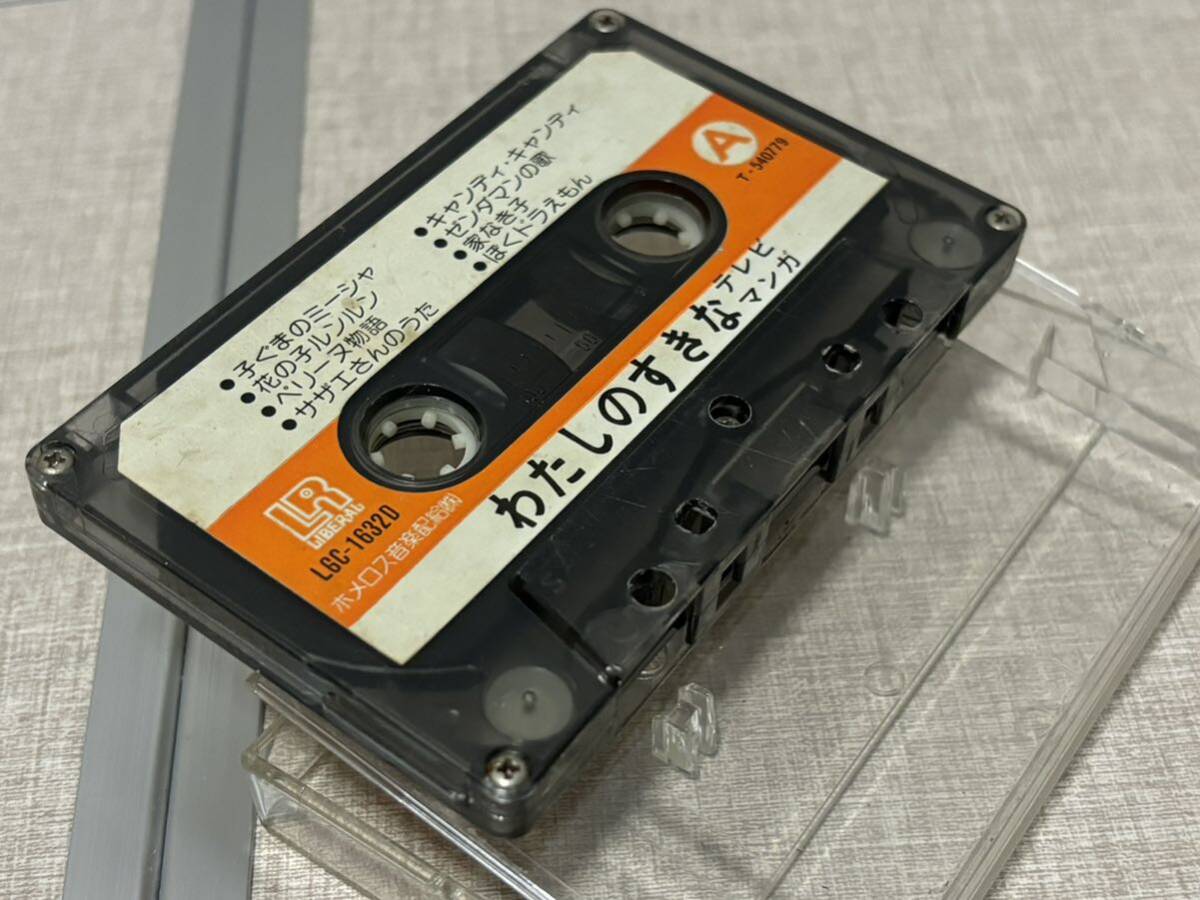 ・子ぐまのミーシャ
・花の子ルンルン
・ペリーヌ物語
・サザエさんのうた
・キャンディ・キャンディ
・ゼンダマンの歌
・家なき子
・ぼくドラえもん
A
T-540779
LR
LIBERAL
LGC-1632D
ホメロス音楽配給㈱
わたしのすきなテレビマンガ